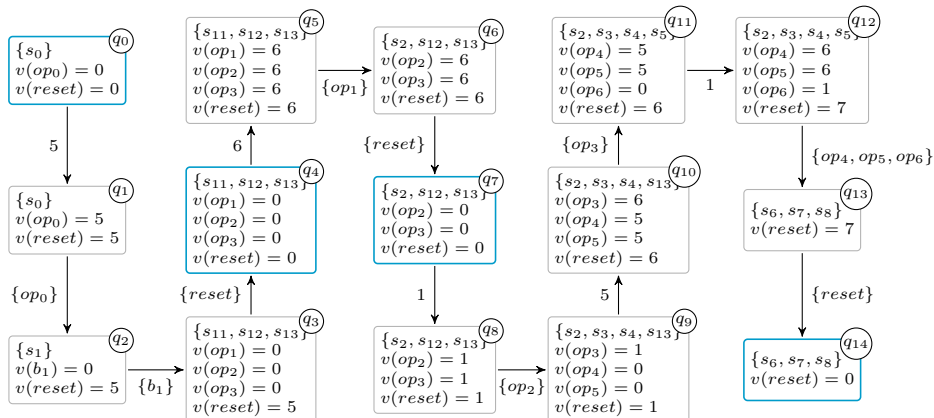 q0
{s0}
v(op0) = 0
v(reset) = 0
5
q1
{s0}
v(op0) = 5
v(reset) = 5
{op0}
q2
{s1}
v(b1) = 0
v(reset) = 5
{b1}
q3
{s11, s12, s13}
v(op1) = 0
v(op2) = 0
v(op3) = 0
v(reset) = 5
{reset}
q4
{s11, s12, s13}
v(op1) = 0
v(op2) = 0
v(op3) = 0
v(reset) = 0
6
q5
{s11, s12, s13}
v(op1) = 6
v(op2) = 6
v(op3) = 6
v(reset) = 6
{op1}
q6
{s2, s12, s13}
v(op2) = 6
v(op3) = 6
v(reset) = 6
{reset}
q7
{s2, s12, s13}
v(op2) = 0
v(op3) = 0
v(reset) = 0
1
q8
{s2, s12, s13}
v(op2) = 1
v(op3) = 1
v(reset) = 1
{op2}
q9
{s2, s3, s4, s13}
v(op3) = 1
v(op4) = 0
v(op5) = 0
v(reset) = 1
5
q10
{s2, s3, s4, s13}
v(op3) = 6
v(op4) = 5
v(op5) = 5
v(reset) = 6
{op3}
q11
{s2, s3, s4, s5}
v(op4) = 5
v(op5) = 5
v(op6) = 0
v(reset) = 6
1
q12
{s2, s3, s4, s5}
v(op4) = 6
v(op5) = 6
v(op6) = 1
v(reset) = 7
{op4, op5, op6}
q13
{s6, s7, s8}
v(reset) = 7
{reset}
q14
{s6, s7, s8}
v(reset) = 0